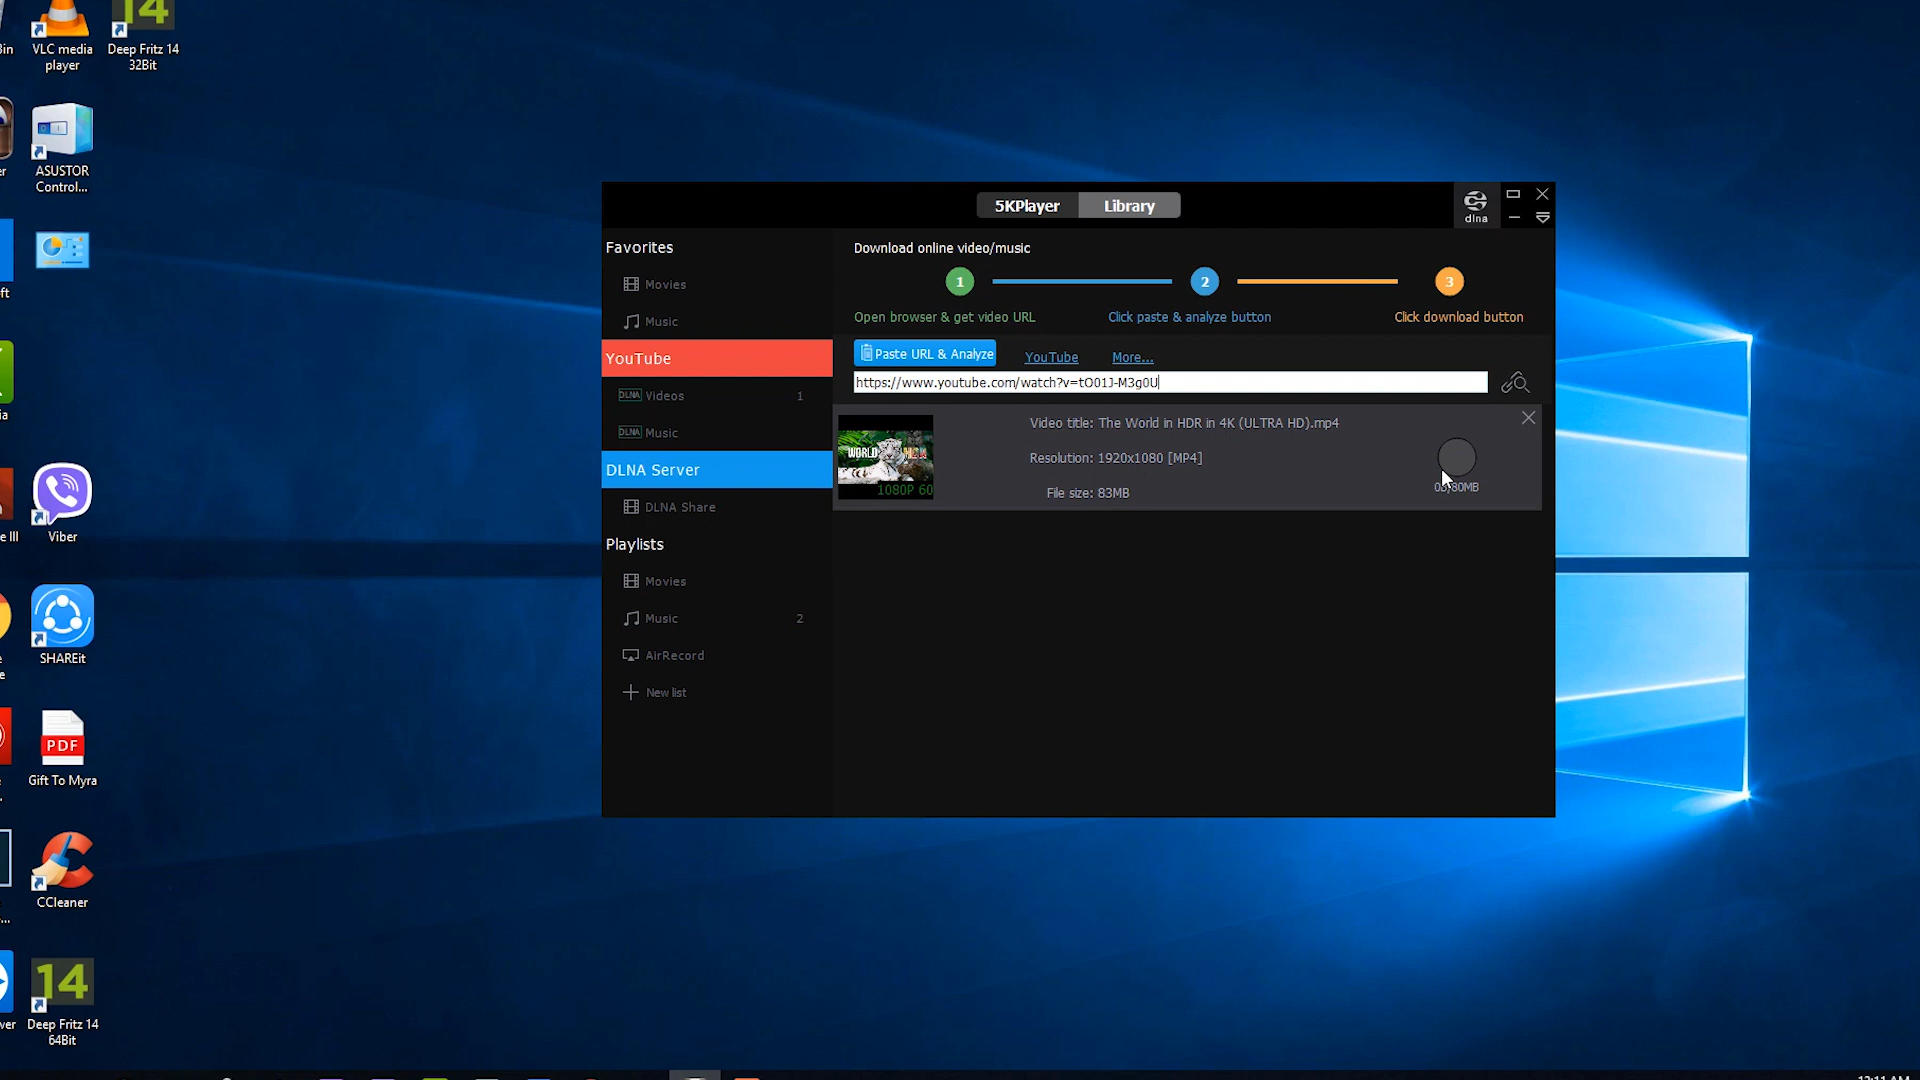 VLC media
player
Deep Fritz 14
32Bit
ASUSTOR
Control...
Viber
SHAREit
PDF
Gift To Myra
CCleaner
14
Deep Fritz 14
64Bit
5KPlayer
Library
dlna
Favorites
Movies
Music
YouTube
DLNA Videos 1
DLNA Music
DLNA Server
DLNA Share
Playlists
Movies
Music 2
AirRecord
New list
Download online video/music
1 2 3
Open browser & get video URL
Click paste & analyze button
Click download button
Paste URL & Analyze
YouTube
More...
https://www.youtube.com/watch?v=tO01J-M3g0U
WORLD
1080P 60
Video title: The World in HDR in 4K (ULTRA HD).mp4
Resolution: 1920x1080 [MP4]
File size: 83MB